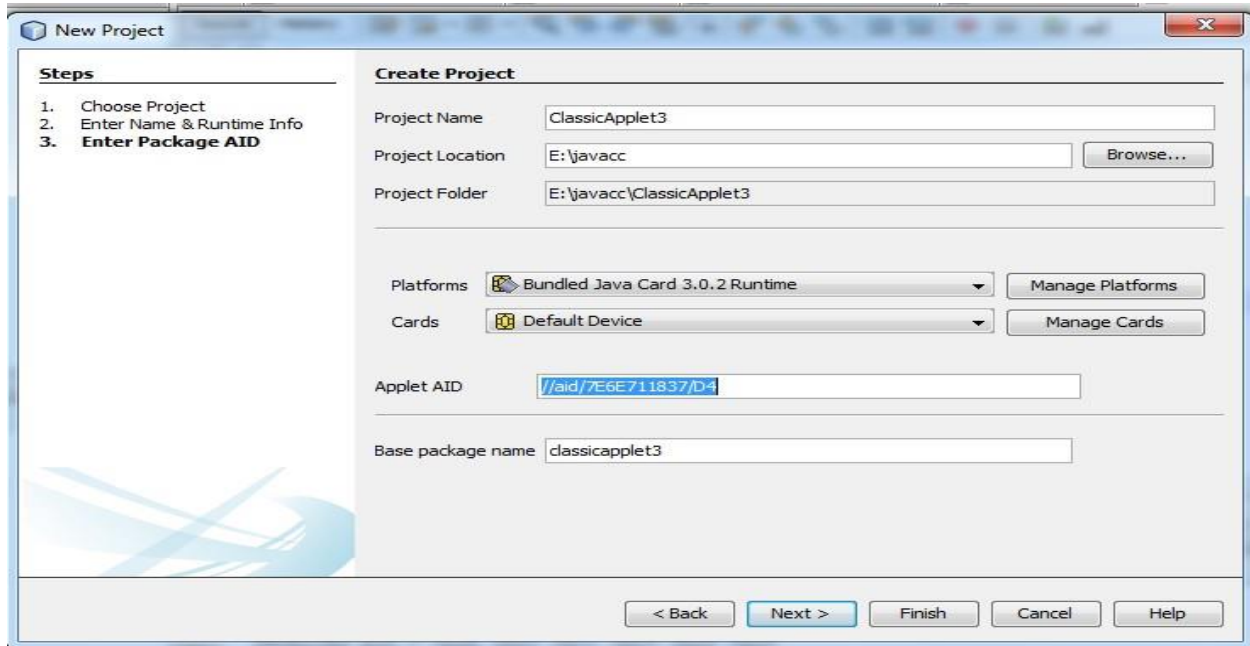 New Project
Steps
1. Choose Project
2. Enter Name & Runtime Info
3. Enter Package AID
Create Project
Project Name ClassicApplet3
Project Location E:\javacc Browse...
Project Folder E:\javacc\ClassicApplet3
Platforms Bundled Java Card 3.0.2 Runtime Manage Platforms
Cards Default Device Manage Cards
Applet AID //aid/7E6E711837/D4
Base package name classicapplet3
< Back Next > Finish Cancel Help